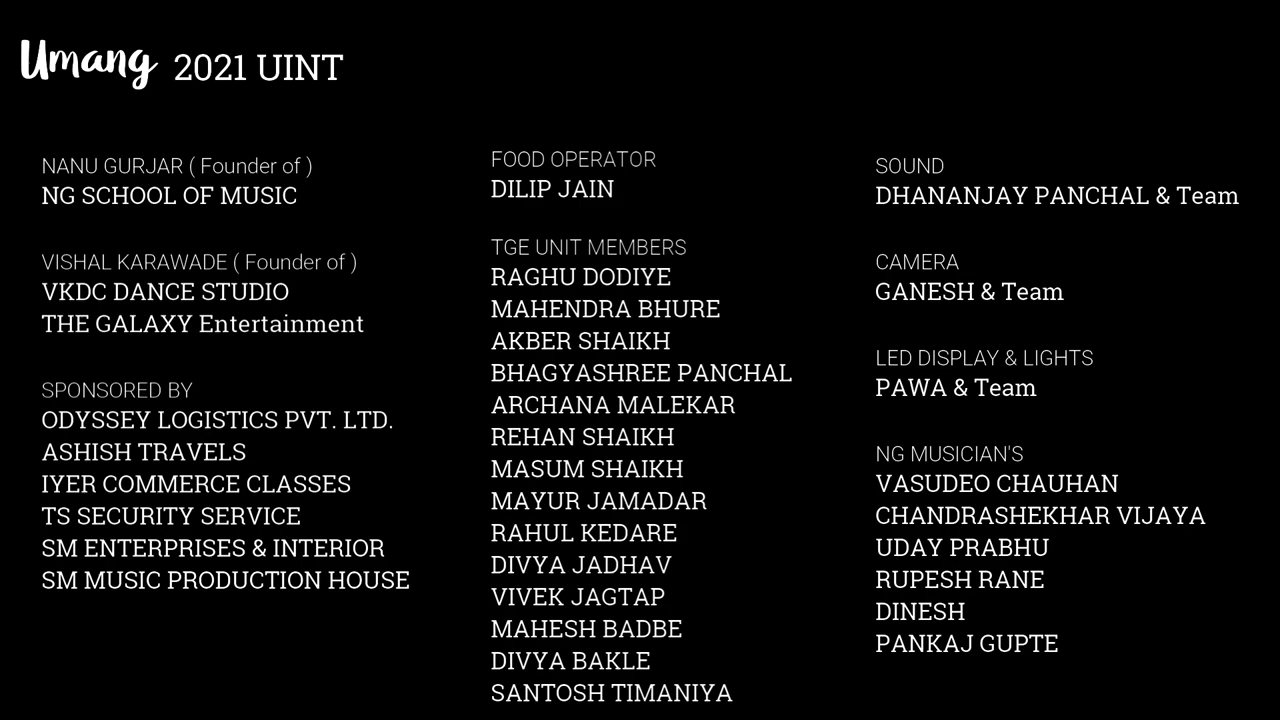 Umang 2021 UINT
NANU GURJAR ( Founder of )
NG SCHOOL OF MUSIC
VISHAL KARAWADE ( Founder of )
VKDC DANCE STUDIO
THE GALAXY Entertainment
SPONSORED BY
ODYSSEY LOGISTICS PVT. LTD.
ASHISH TRAVELS
IYER COMMERCE CLASSES
TS SECURITY SERVICE
SM ENTERPRISES & INTERIOR
SM MUSIC PRODUCTION HOUSE
FOOD OPERATOR
DILIP JAIN
TGE UNIT MEMBERS
RAGHU DODIYE
MAHENDRA BHURE
AKBER SHAIKH
BHAGYASHREE PANCHAL
ARCHANA MALEKAR
REHAN SHAIKH
MASUM SHAIKH
MAYUR JAMADAR
RAHUL KEDARE
DIVYA JADHAV
VIVEK JAGTAP
MAHESH BADBE
DIVYA BAKLE
SANTOSH TIMANIYA
SOUND
DHANANJAY PANCHAL & Team
CAMERA
GANESH & Team
LED DISPLAY & LIGHTS
PAWA & Team
NG MUSICIAN'S
VASUDEO CHAUHAN
CHANDRASHEKHAR VIJAYA
UDAY PRABHU
RUPESH RANE
DINESH
PANKAJ GUPTE